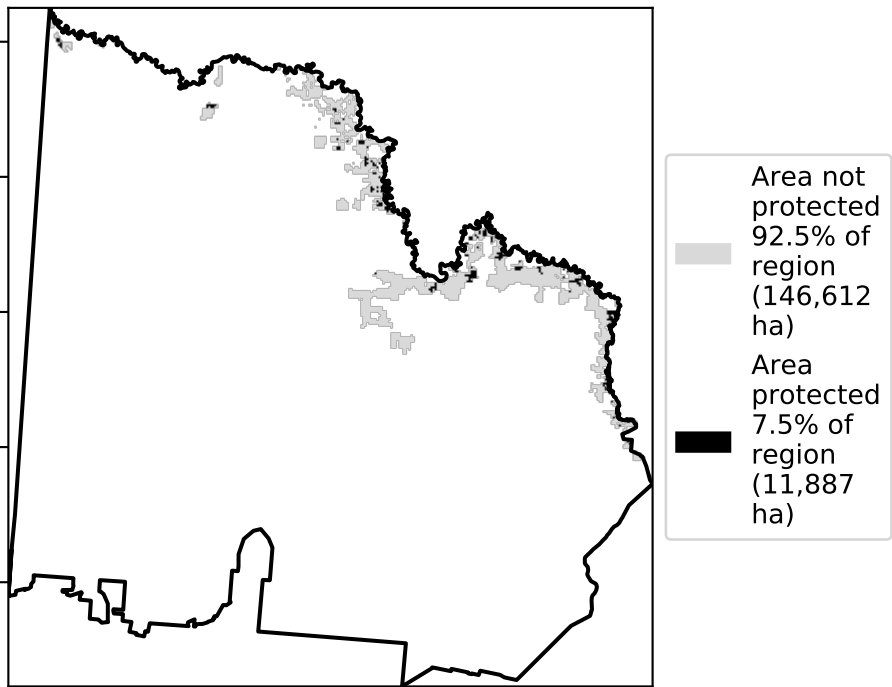 Area not
protected
92.5% of
region
(146,612
ha)
Area
protected
7.5% of
region
(11,887
ha)